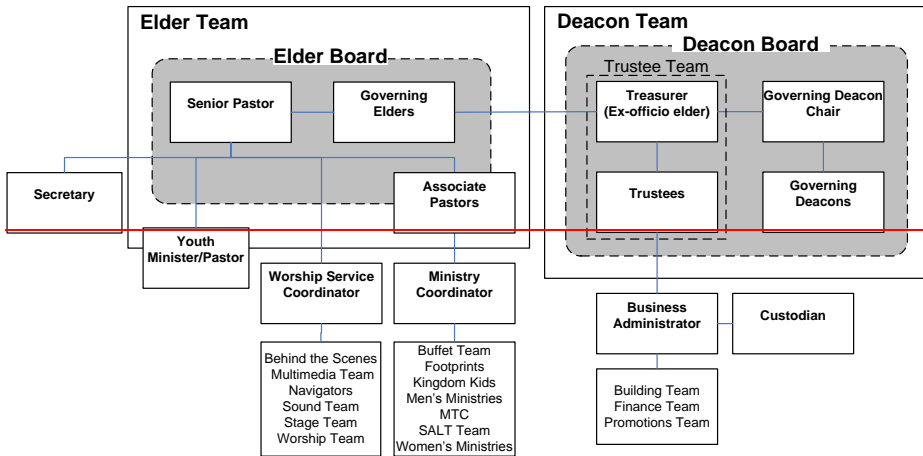 Elder Team
Deacon Team
Elder Board
Deacon Board
Trustee Team
Senior Pastor
Governing
Elders
Treasurer
(Ex-officio elder)
Governing Deacon
Chair
Secretary
Associate
Pastors
Trustees
Governing
Deacons
Youth
Minister/Pastor
Worship Service
Coordinator
Ministry
Coordinator
Business
Administrator
Custodian
Behind the Scenes
Multimedia Team
Navigators
Sound Team
Stage Team
Worship Team
Buffet Team
Footprints
Kingdom Kids
Men's Ministries
MTC
SALT Team
Women's Ministries
Building Team
Finance Team
Promotions Team